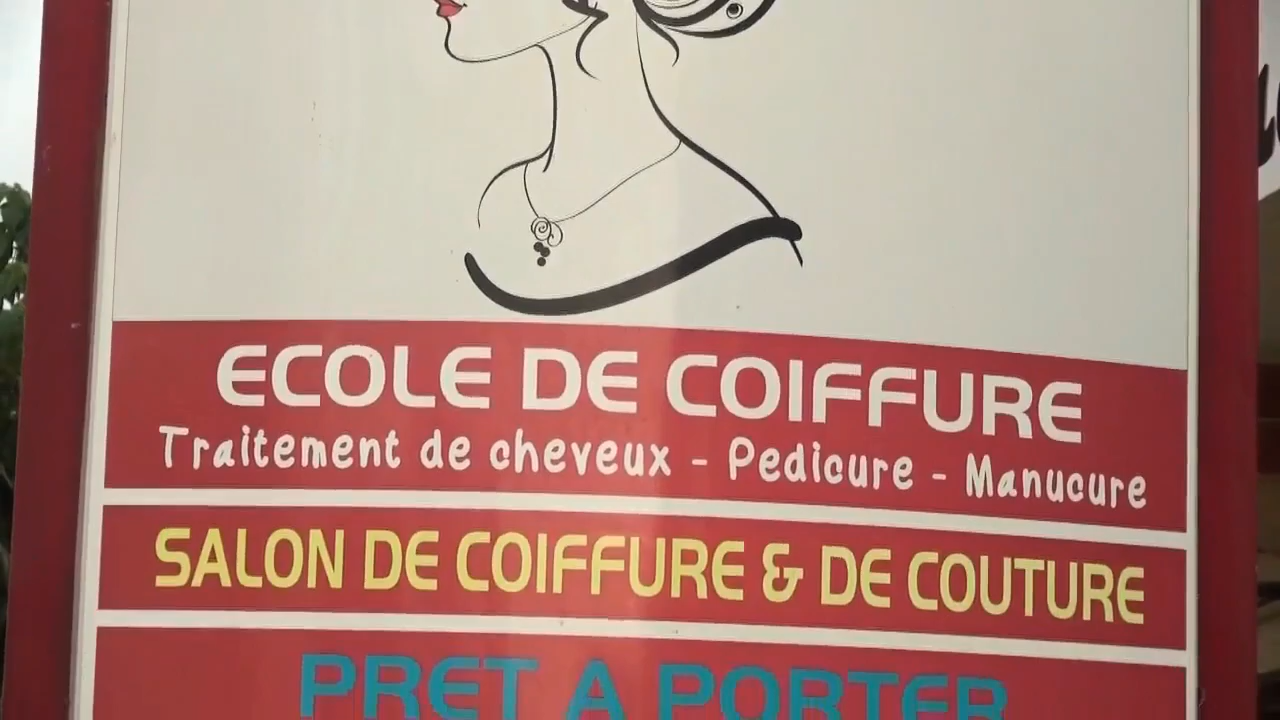 ECOLE DE COIFFURE
Traitement de cheveux - Pedicure - Manucure
SALON DE COIFFURE & DE COUTURE
PRET A PORTER